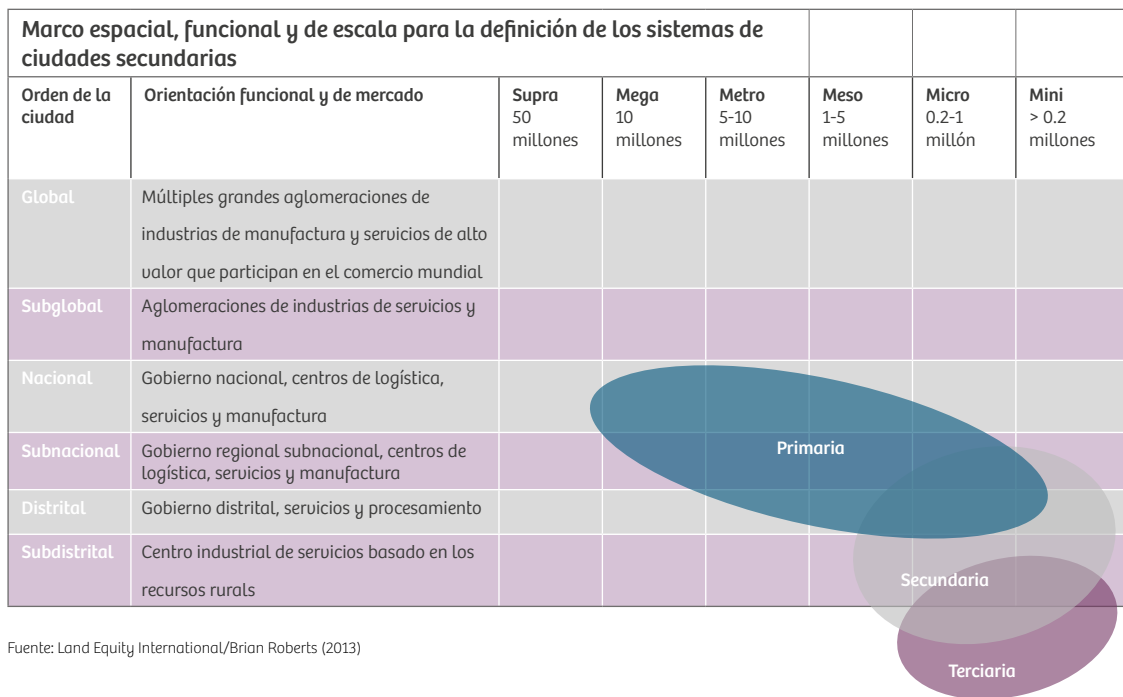 Marco espacial, funcional y de escala para la definición de los sistemas de
ciudades secundarias
Orden de la
ciudad
Orientación funcional y de mercado
Supra
50
millones
Mega
10
millones
Metro
5-10
millones
Meso
1-5
millones
Micro
0.2-1
millón
Mini
> 0.2
millones
Global
Múltiples grandes aglomeraciones de
industrias de manufactura y servicios de alto
valor que participan en el comercio mundial
Subglobal
Aglomeraciones de industrias de servicios y
manufactura
Nacional
Gobierno nacional, centros de logística,
servicios y manufactura
Subnacional
Gobierno regional subnacional, centros de
logística, servicios y manufactura
Primaria
Distrital
Gobierno distrital, servicios y procesamiento
Subdistrital
Centro industrial de servicios basado en los
recursos rurals
Secundaria
Terciaria
Fuente: Land Equity International/Brian Roberts (2013)